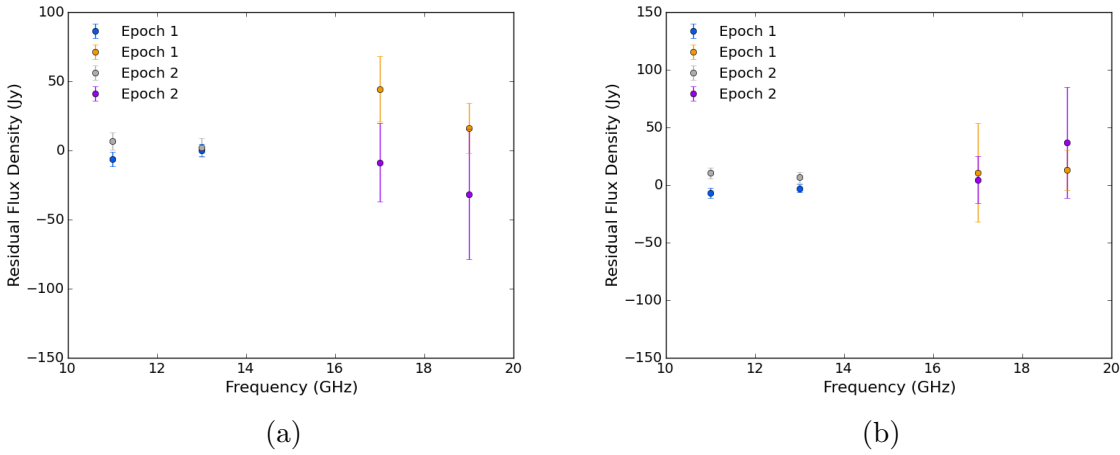 100
50
0
−50
−100
−150
Residual Flux Density (Jy)
Epoch 1
Epoch 1
Epoch 2
Epoch 2
10 12 14 16 18 20
Frequency (GHz)
(a)
150
100
50
0
−50
−100
−150
Residual Flux Density (Jy)
Epoch 1
Epoch 1
Epoch 2
Epoch 2
10 12 14 16 18 20
Frequency (GHz)
(b)